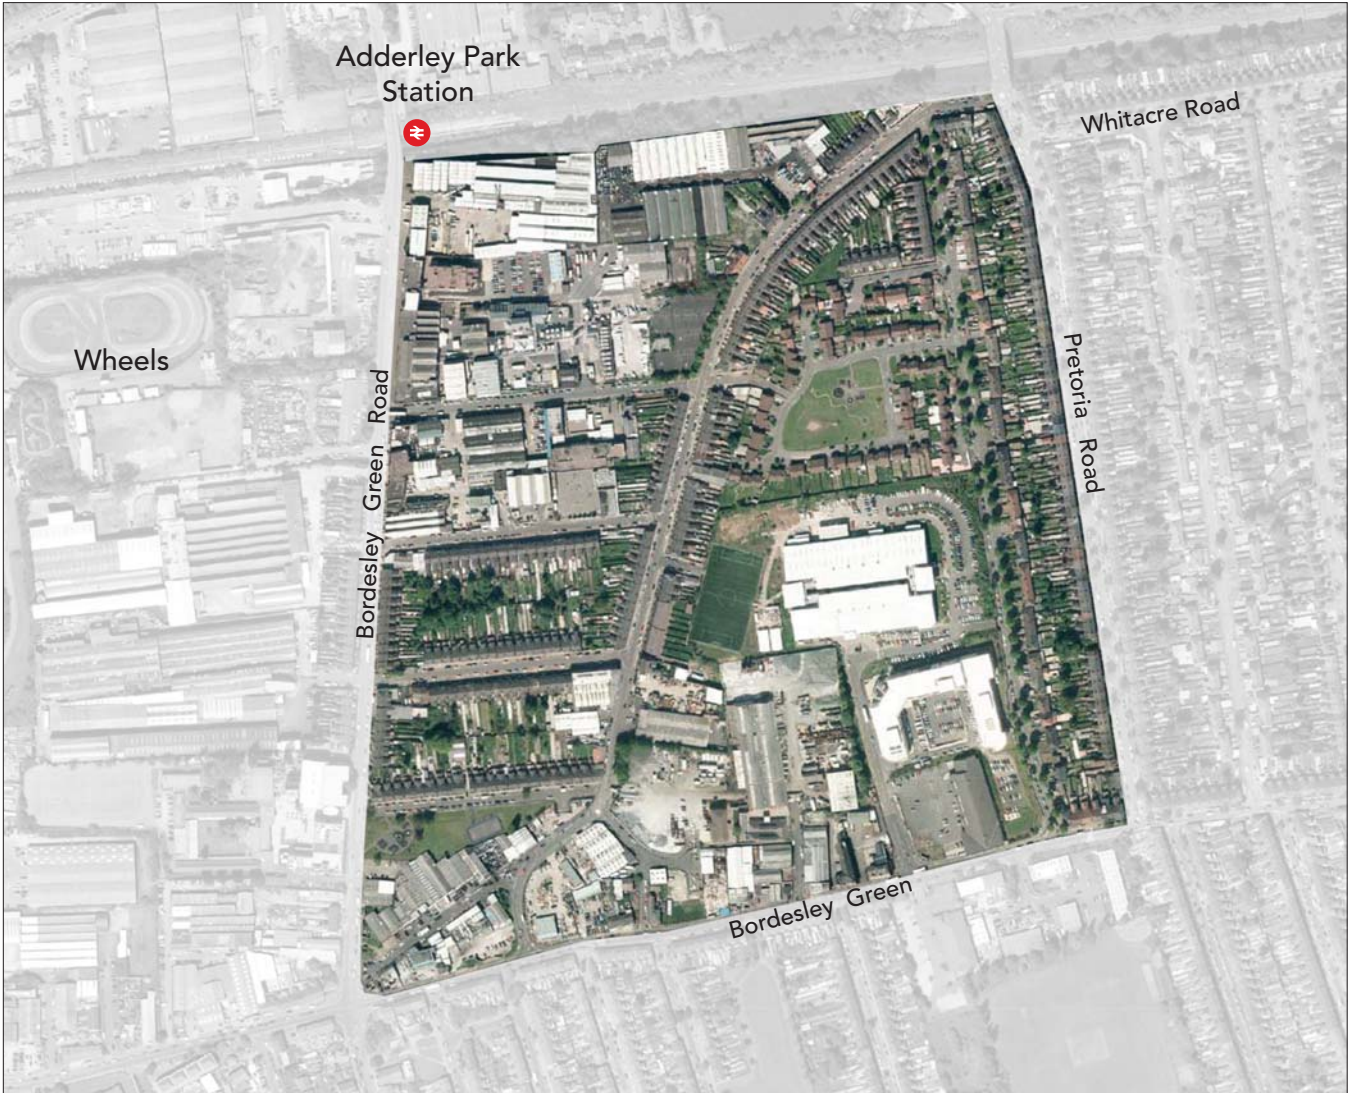 Adderley Park
Station
Whitacre Road
Wheels
Pretoria Road
Bordesley Green Road
Bordesley Green